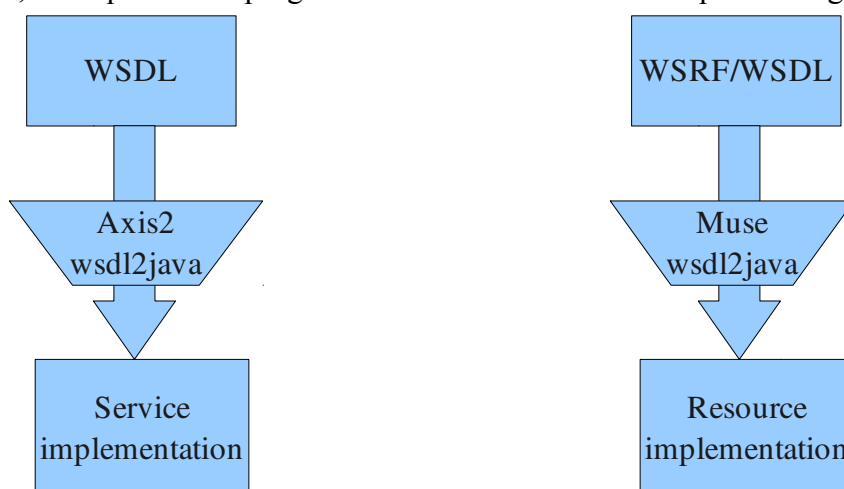 WSDL
WSRF/WSDL
Axis2
wsdl2java
Muse
wsdl2java
Service
implementation
Resource
implementation